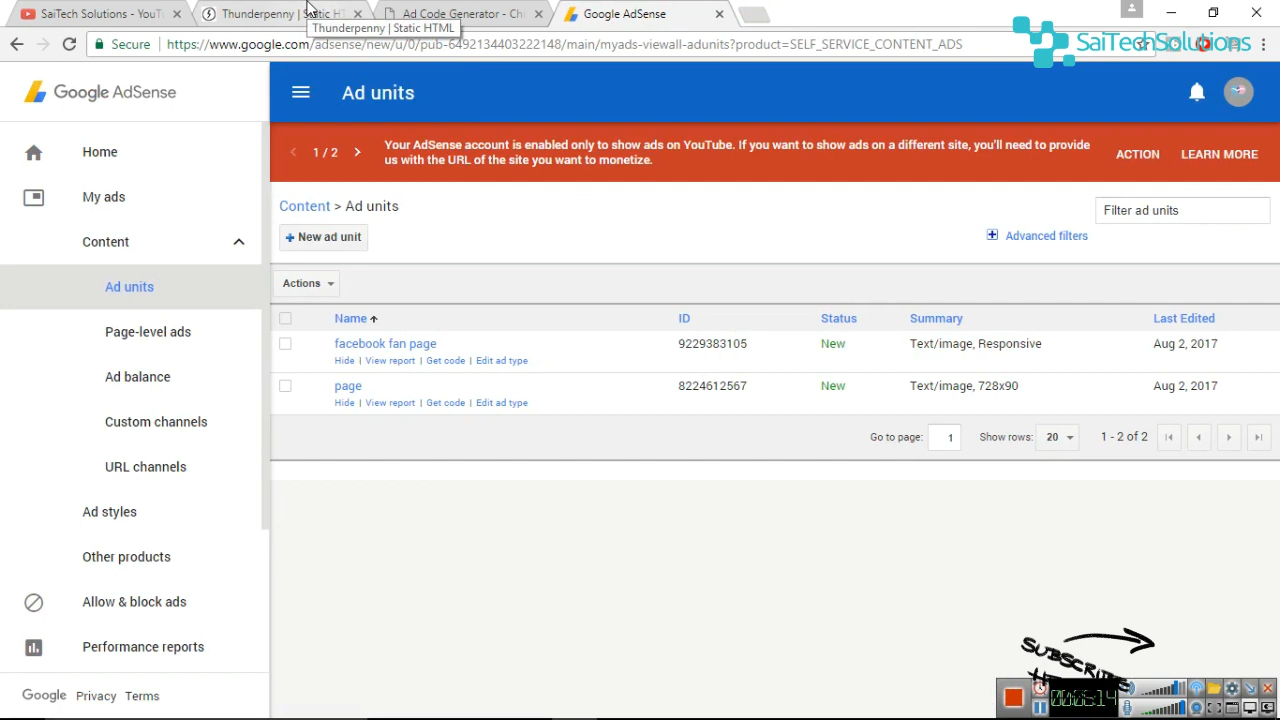 SaiTech Solutions - YouT
Thunderpenny | Static HT
Ad Code Generator - Ch
Google AdSense
Thunderpenny | Static HTML
Secure
https://www.google.com/adsense/new/u/0/pub-6492134403222148/main/myads-viewall-adunits?product=SELF_SERVICE_CONTENT_ADS
SaiTechSolutions
Google AdSense
Ad units
1 / 2
Your AdSense account is enabled only to show ads on YouTube. If you want to show ads on a different site, you'll need to provide
us with the URL of the site you want to monetize.
ACTION
LEARN MORE
Home
My ads
Content
Ad units
Page-level ads
Ad balance
Custom channels
URL channels
Ad styles
Other products
Allow & block ads
Performance reports
Google Privacy Terms
Content > Ad units
Filter ad units
+ New ad unit
Advanced filters
Actions
Name ID Status Summary Last Edited
facebook fan page 9229383105 New Text/image, Responsive Aug 2, 2017
Hide | View report | Get code | Edit ad type
page 8224612567 New Text/image, 728x90 Aug 2, 2017
Hide | View report | Get code | Edit ad type
Go to page: 1 Show rows: 20 1 - 2 of 2
SUBSCRIBE
00:05:14